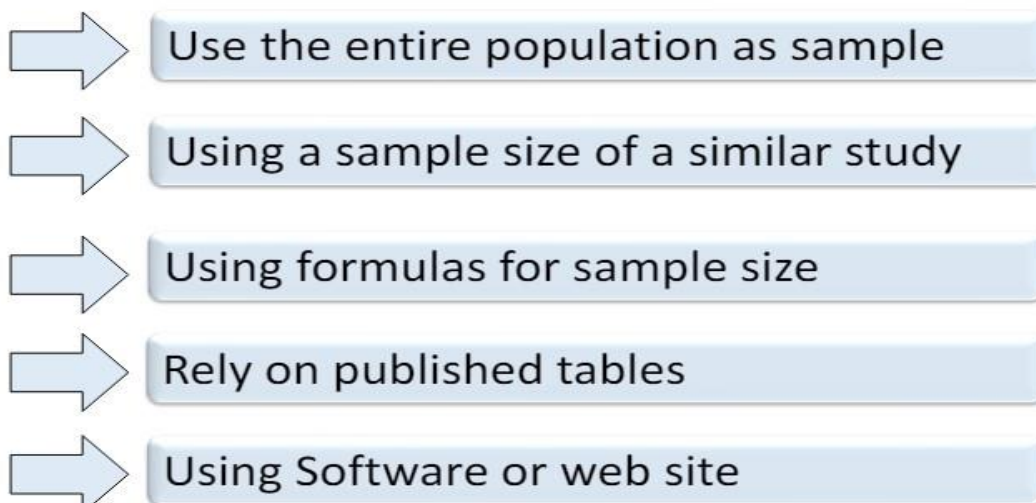 Use the entire population as sample
Using a sample size of a similar study
Using formulas for sample size
Rely on published tables
Using Software or web site